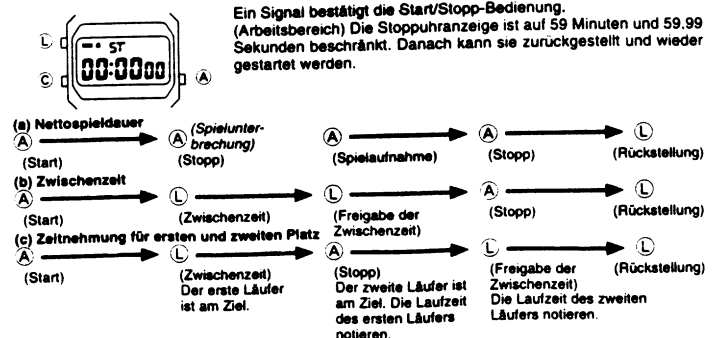 Ein Signal bestätigt die Start/Stopp-Bedienung.
(Arbeitsbereich) Die Stoppuhranzeige ist auf 59 Minuten und 59,99
Sekunden beschränkt. Danach kann sie zurückgestellt und wieder
gestartet werden.
L
ST
00:0000
C
A
(a) Nettospieldauer
A A (Spielunter-
brechung) A A L
(Start) (Stopp) (Spielaufnahme) (Stopp) (Rückstellung)
(b) Zwischenzeit
A L L A L
(Start) (Zwischenzeit) (Freigabe der
Zwischenzeit) (Stopp) (Rückstellung)
(c) Zeitnehmung für ersten und zweiten Platz
A L A L L
(Start) (Zwischenzeit)
Der erste Läufer
ist am Ziel.
(Stopp)
Der zweite Läufer ist
am Ziel. Die Laufzeit
des ersten Läufers
notieren.
(Freigabe der
Zwischenzeit)
Die Laufzeit des zweiten
Läufers notieren.
(Rückstellung)